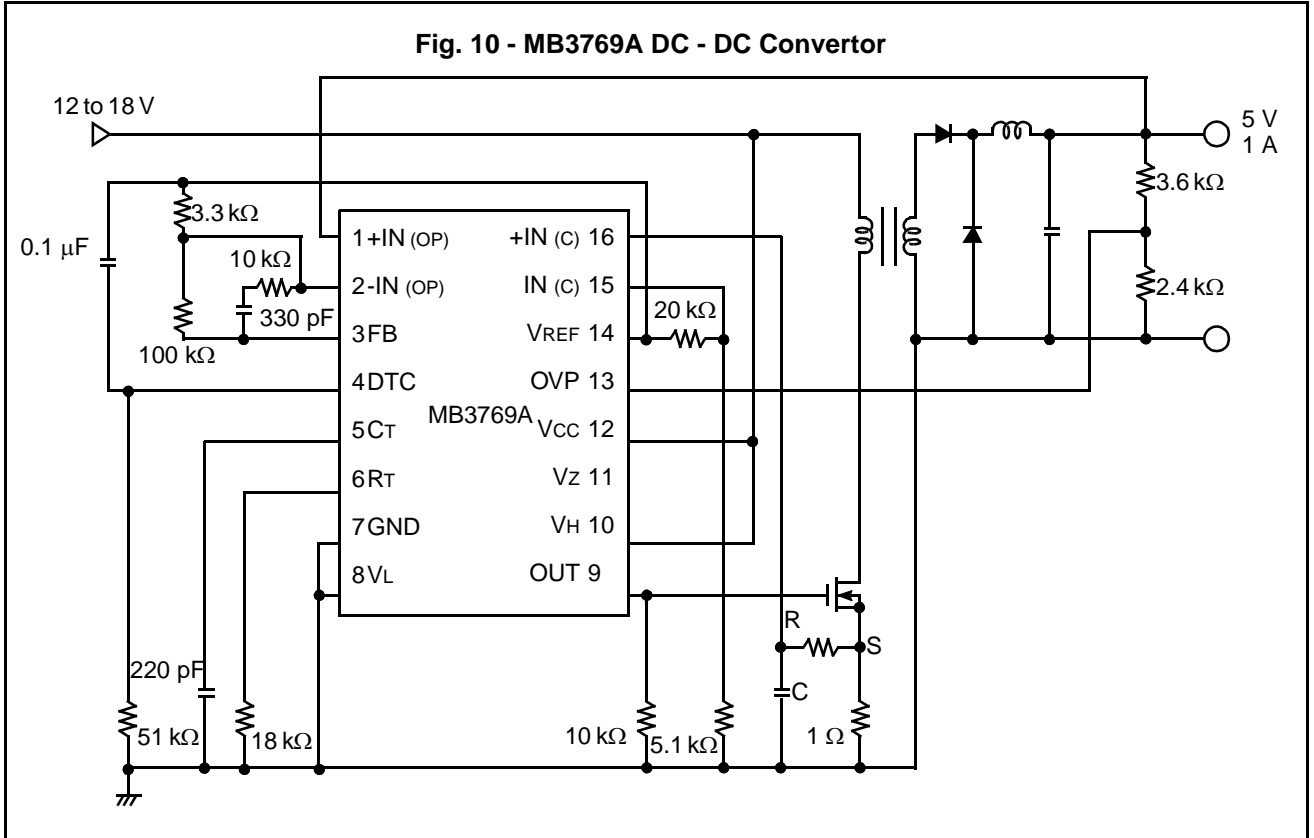 Fig. 10 - MB3769A DC - DC Convertor
12 to 18 V
5 V
1 A
3.6 kΩ
3.3 kΩ
0.1 μF
1 +IN (OP)
+IN (C) 16
10 kΩ
2 -IN (OP)
IN (C) 15
2.4 kΩ
20 kΩ
330 pF
3 FB
VREF 14
100 kΩ
4 DTC
OVP 13
MB3769A
5 CT
VCC 12
6 RT
VZ 11
7 GND
VH 10
8 VL
OUT 9
R
S
220 pF
C
51 kΩ
18 kΩ
10 kΩ
5.1 kΩ
1 Ω